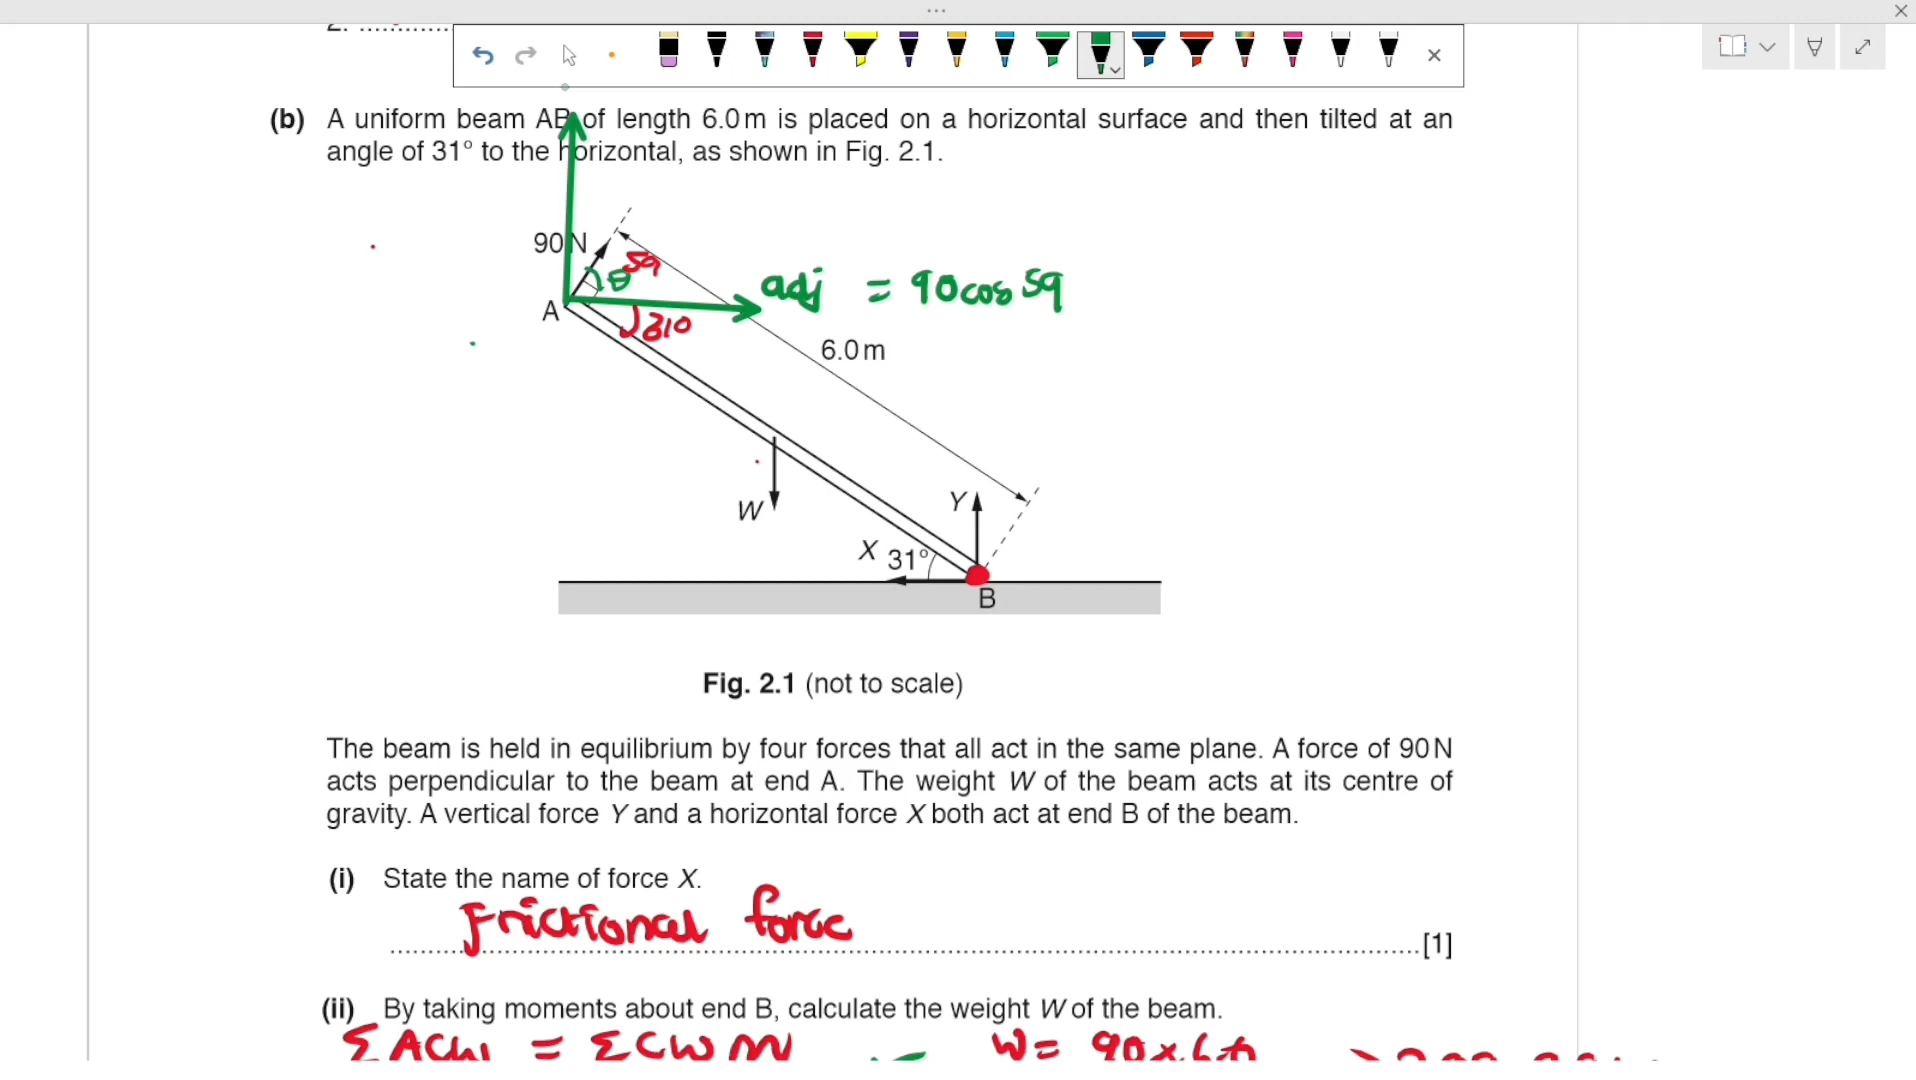 (b) A uniform beam AB of length 6.0 m is placed on a horizontal surface and then tilted at an
angle of 31° to the horizontal, as shown in Fig. 2.1.
90 N
θ 59
adj = 90cos 59
A
310
6.0 m
W
Y
X 31°
B
Fig. 2.1 (not to scale)
The beam is held in equilibrium by four forces that all act in the same plane. A force of 90 N
acts perpendicular to the beam at end A. The weight W of the beam acts at its centre of
gravity. A vertical force Y and a horizontal force X both act at end B of the beam.
(i) State the name of force X.
Frictional force
[1]
(ii) By taking moments about end B, calculate the weight W of the beam.
Σ ACW = Σ CW M W = 90 x 6